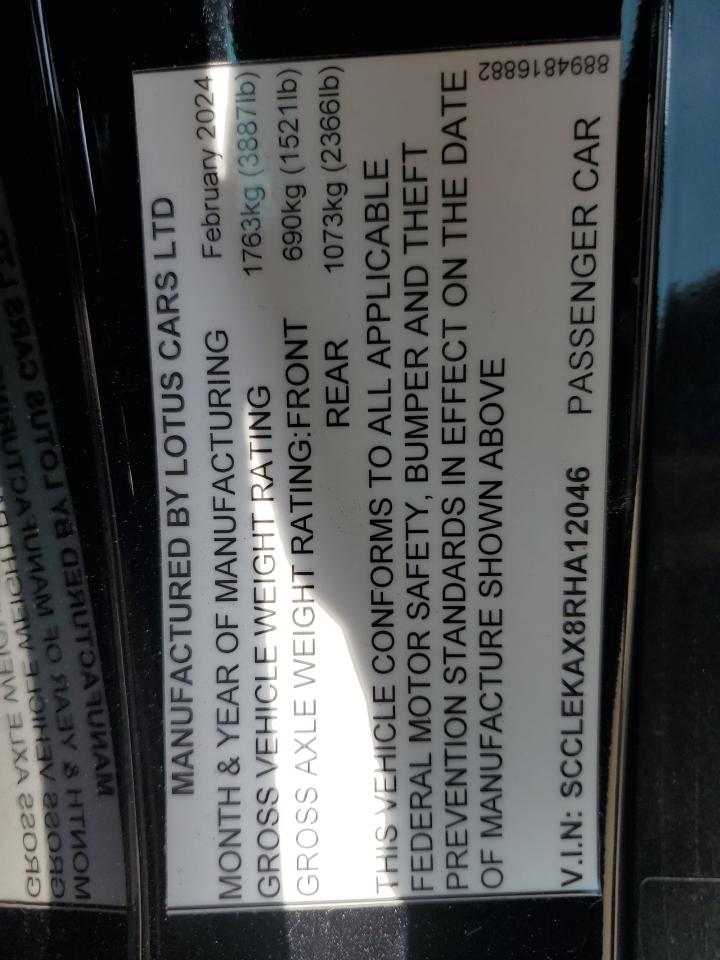 MANUFACTURED BY LOTUS CARS LTD
MONTH & YEAR OF MANUFACTURING February 2024
GROSS VEHICLE WEIGHT RATING 1763kg (3887lb)
GROSS AXLE WEIGHT RATING:FRONT 690kg (1521lb)
REAR 1073kg (2366lb)
THIS VEHICLE CONFORMS TO ALL APPLICABLE
FEDERAL MOTOR SAFETY, BUMPER AND THEFT
PREVENTION STANDARDS IN EFFECT ON THE DATE
OF MANUFACTURE SHOWN ABOVE
V.I.N: SCCLEKAX8RHA12046 PASSENGER CAR
8894816882